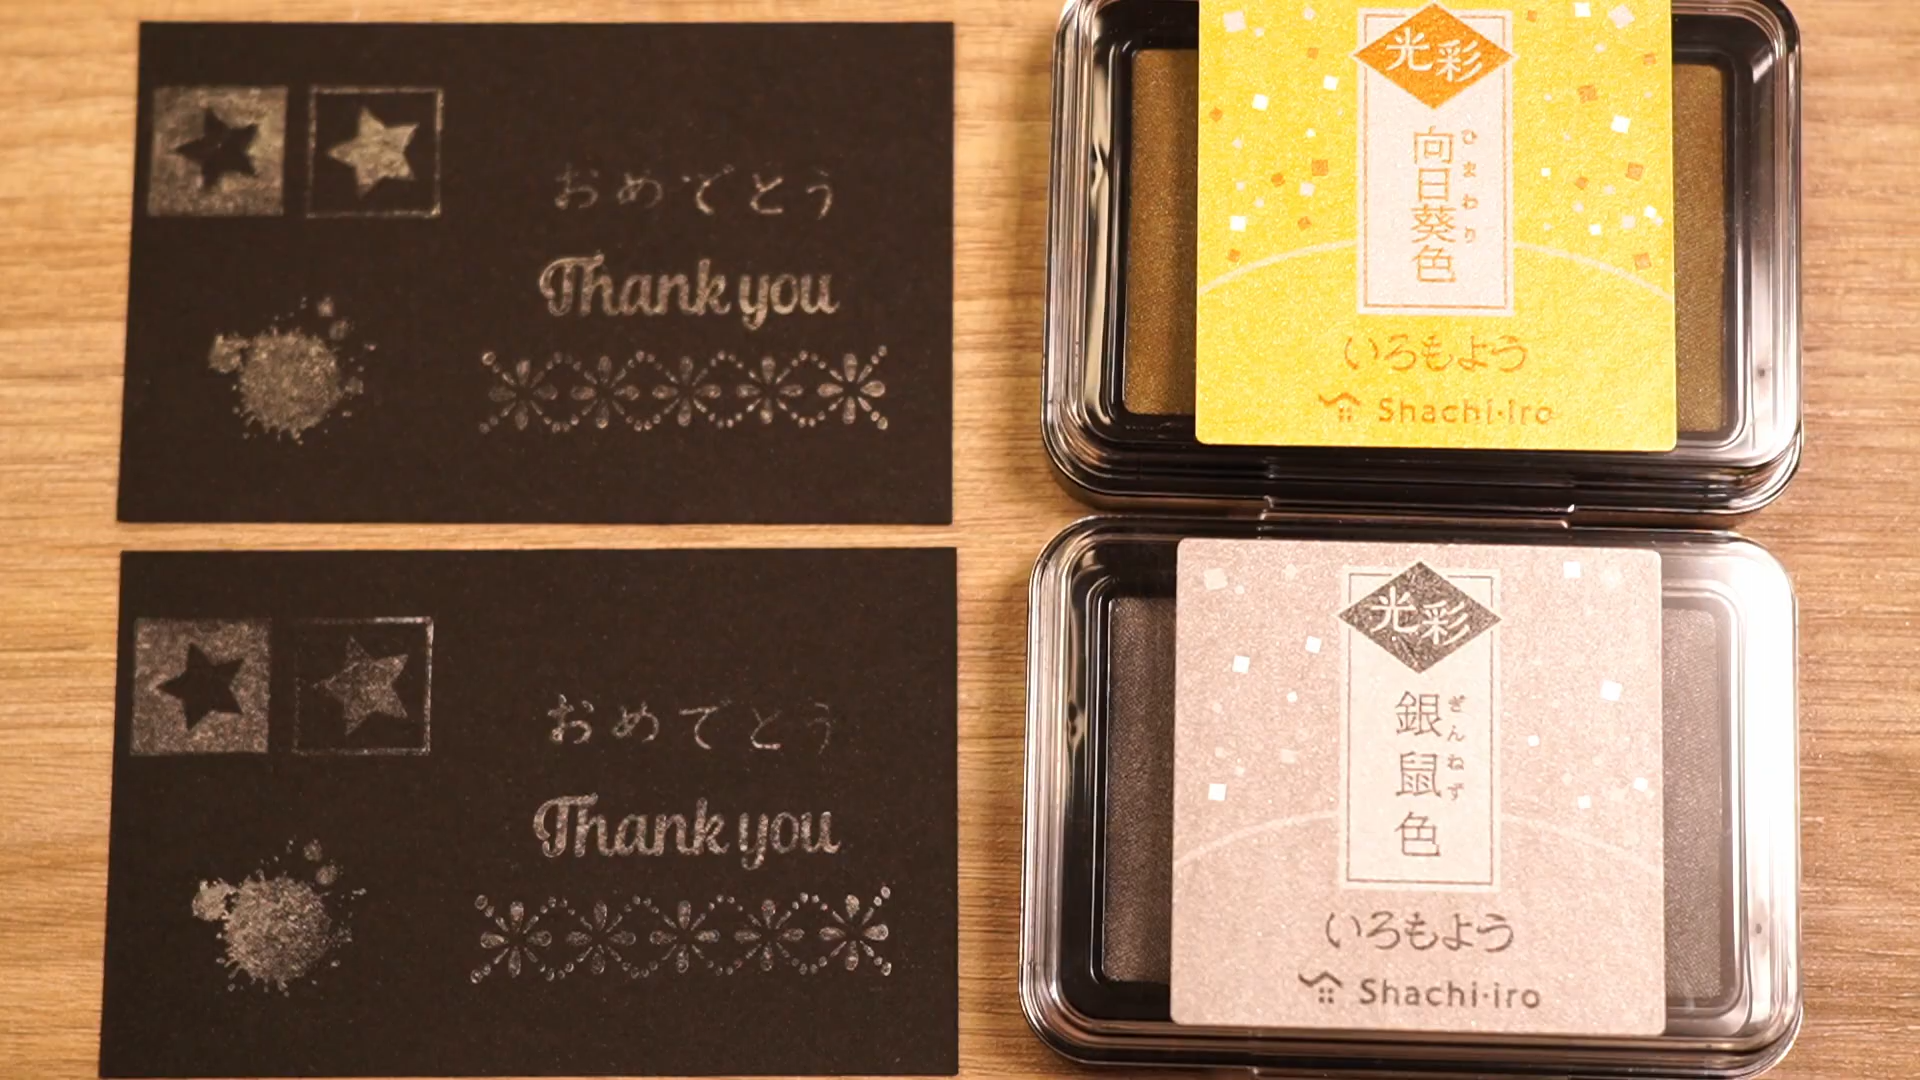 おめでとう
Thank you
光彩
向日葵色
ひまわり
いろもよう
Shachi・iro
おめでとう
Thank you
光彩
銀鼠色
ぎんねず
いろもよう
Shachi・iro